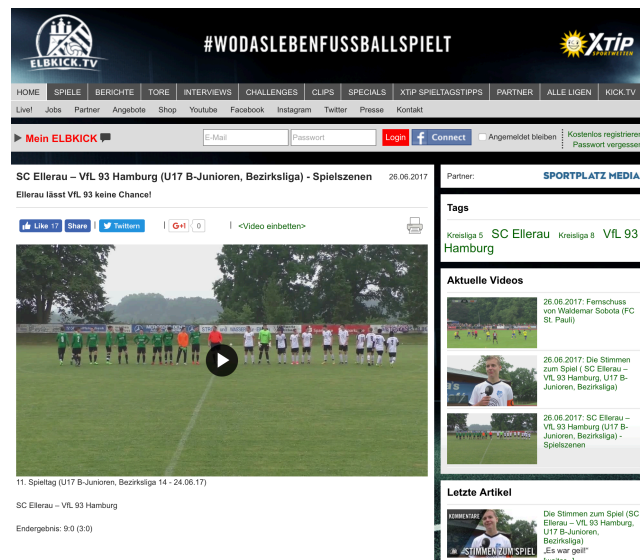 ELBKICK.TV
#WODASLEBENFUSSBALLSPIELT
XTiP
SPORTWETTEN
HOME SPIELE BERICHTE TORE INTERVIEWS CHALLENGES CLIPS SPECIALS XTiP SPIELTAGSTIPPS PARTNER ALLE LIGEN KICK.TV
Live! Jobs Partner Angebote Shop Youtube Facebook Instagram Twitter Presse Kontakt
Mein ELBKICK E-Mail Passwort Login f Connect Angemeldet bleiben Kostenlos registrieren
Passwort vergessen
SC Ellerau – VfL 93 Hamburg (U17 B-Junioren, Bezirksliga) - Spielszenen 26.06.2017
Ellerau lässt VfL 93 keine Chance!
Like 17 Share | Twittern | G+1 0 | <Video einbetten>
11. Spieltag (U17 B-Junioren, Bezirksliga 14 - 24.06.17)
SC Ellerau – VfL 93 Hamburg
Endergebnis: 9:0 (3:0)
Partner: SPORTPLATZ MEDIA
Tags
Kreisliga 5 SC Ellerau Kreisliga 8 VfL 93
Hamburg
Aktuelle Videos
26.06.2017: Fernschuss
von Waldemar Sobota (FC
St. Pauli)
26.06.2017: Die Stimmen
zum Spiel ( SC Ellerau –
VfL 93 Hamburg, U17 B-
Junioren, Bezirksliga)
26.06.2017: SC Ellerau –
VfL 93 Hamburg (U17 B-
Junioren, Bezirksliga) -
Spielszenen
Letzte Artikel
KOMMENTARE
STIMMEN ZUM SPIEL
Die Stimmen zum Spiel (SC
Ellerau – VfL 93 Hamburg,
U17 B-Junioren,
Bezirksliga)
„Es war geil!"